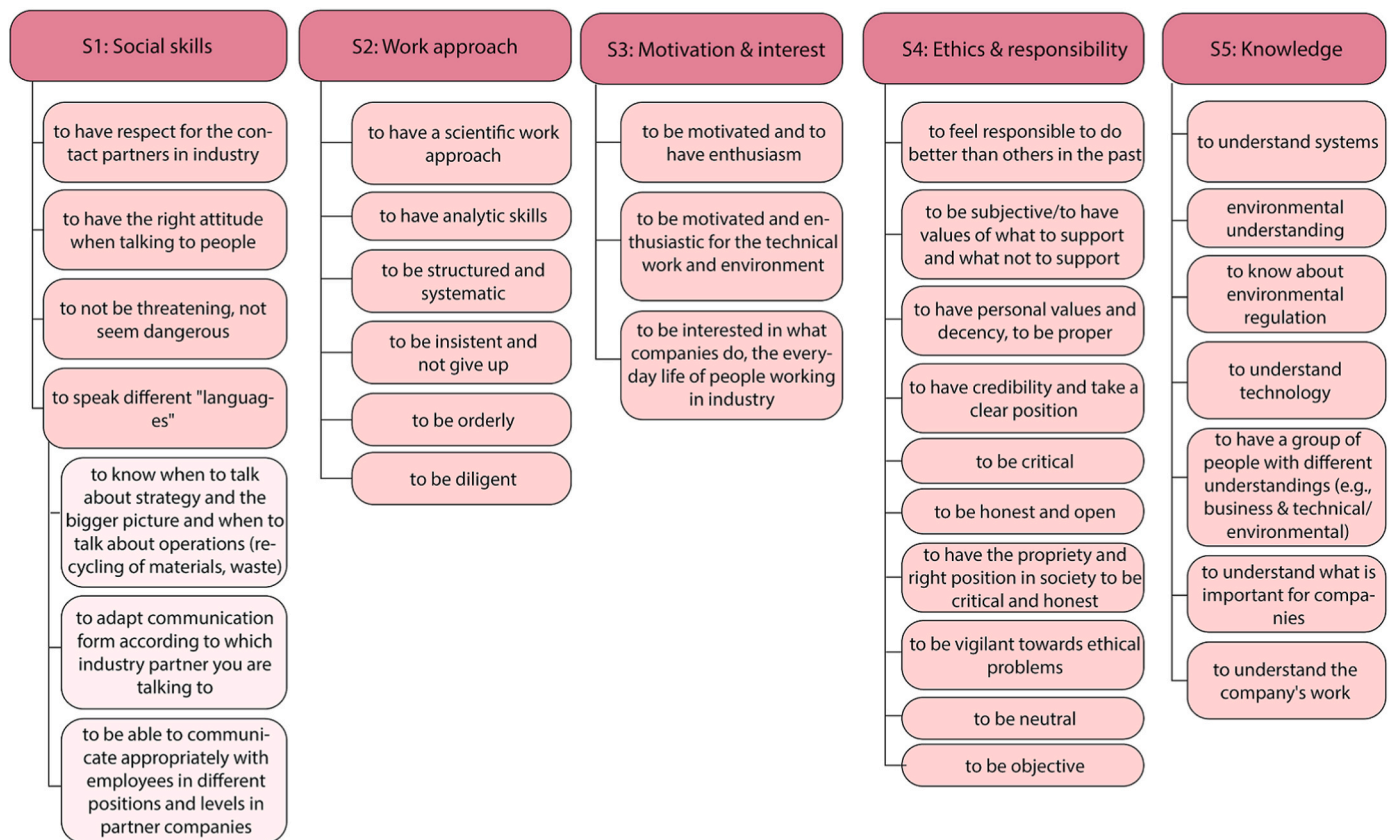 S1: Social skills
to have respect for the con-
tact partners in industry
to have the right attitude
when talking to people
to not be threatening, not
seem dangerous
to speak different "languag-
es"
to know when to talk
about strategy and the
bigger picture and when to
talk about operations (re-
cycling of materials, waste)
to adapt communication
form according to which
industry partner you are
talking to
to be able to communi-
cate appropriately with
employees in different
positions and levels in
partner companies
S2: Work approach
to have a scientific work
approach
to have analytic skills
to be structured and
systematic
to be insistent and
not give up
to be orderly
to be diligent
S3: Motivation & interest
to be motivated and to
have enthusiasm
to be motivated and en-
thusiastic for the technical
work and environment
to be interested in what
companies do, the every-
day life of people working
in industry
S4: Ethics & responsibility
to feel responsible to do
better than others in the past
to be subjective/to have
values of what to support
and what not to support
to have personal values and
decency, to be proper
to have credibility and take a
clear position
to be critical
to be honest and open
to have the propriety and
right position in society to be
critical and honest
to be vigilant towards ethical
problems
to be neutral
to be objective
S5: Knowledge
to understand systems
environmental
understanding
to know about
environmental
regulation
to understand
technology
to have a group of
people with different
understandings (e.g.,
business & technical/
environmental)
to understand what is
important for compa-
nies
to understand the
company's work